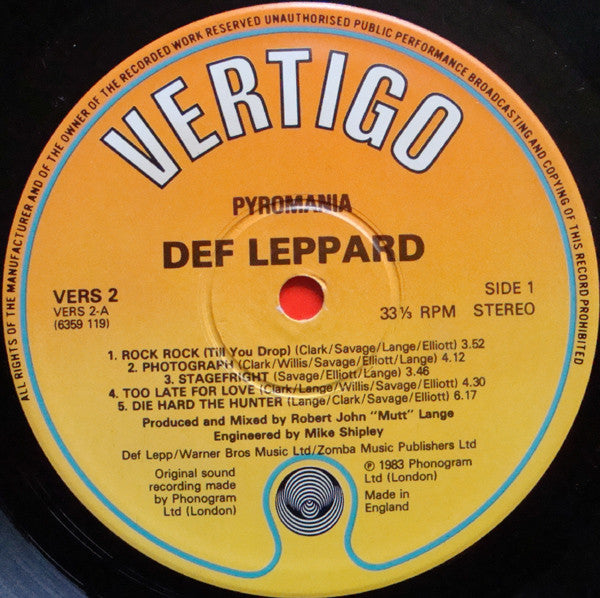 ALL RIGHTS OF THE MANUFACTURER AND OF THE OWNER OF THE RECORDED WORK RESERVED UNAUTHORISED PUBLIC PERFORMANCE BROADCASTING AND COPYING OF THIS RECORD PROHIBITED
VERTIGO
PYROMANIA
DEF LEPPARD
VERS 2
VERS 2-A
(6359 119)
SIDE 1
33⅓ RPM STEREO
1. ROCK ROCK (Till You Drop) (Clark/Savage/Lange/Elliott) 3.52
2. PHOTOGRAPH (Clark/Willis/Savage/Elliott/Lange) 4.12
3. STAGEFRIGHT (Savage/Elliott/Lange) 3.46
4. TOO LATE FOR LOVE (Clark/Lange/Willis/Savage/Elliott) 4.30
5. DIE HARD THE HUNTER (Lange/Clark/Savage/Elliott) 6.17
Produced and Mixed by Robert John "Mutt" Lange
Engineered by Mike Shipley
Def Lepp/Warner Bros Music Ltd/Zomba Music Publishers Ltd
Original sound
recording made
by Phonogram
Ltd (London)
℗ 1983 Phonogram
Ltd (London)
Made in
England